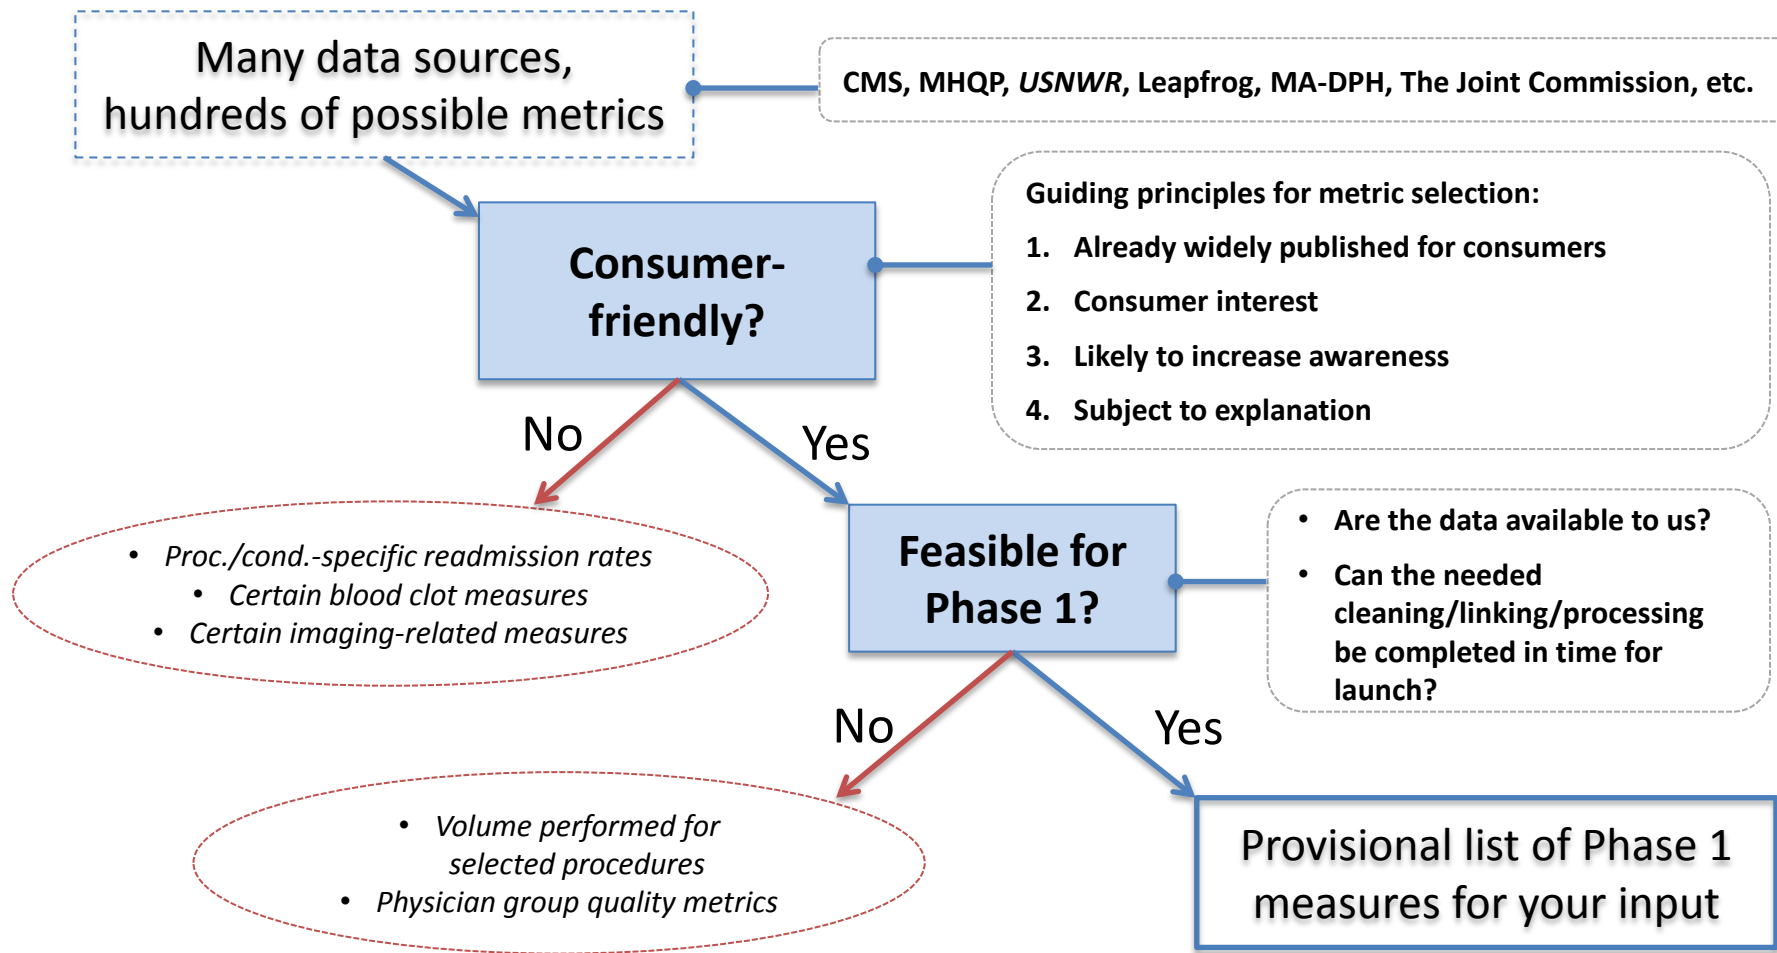 Many data sources,
hundreds of possible metrics
CMS, MHQP, USNWR, Leapfrog, MA-DPH, The Joint Commission, etc.
Consumer-
friendly?
Guiding principles for metric selection:
1. Already widely published for consumers
2. Consumer interest
3. Likely to increase awareness
4. Subject to explanation
No
Yes
• Proc./cond.-specific readmission rates
• Certain blood clot measures
• Certain imaging-related measures
Feasible for
Phase 1?
• Are the data available to us?
• Can the needed
cleaning/linking/processing
be completed in time for
launch?
No
Yes
• Volume performed for
selected procedures
• Physician group quality metrics
Provisional list of Phase 1
measures for your input